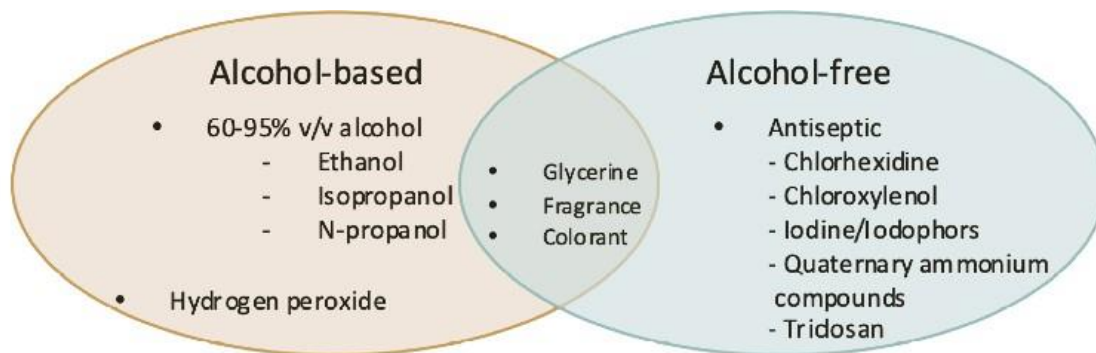 Alcohol-based
• 60-95% v/v alcohol
- Ethanol
- Isopropanol
- N-propanol
• Hydrogen peroxide
• Glycerine
• Fragrance
• Colorant
Alcohol-free
• Antiseptic
- Chlorhexidine
- Chloroxylenol
- Iodine/Iodophors
- Quaternary ammonium
compounds
- Tridosan